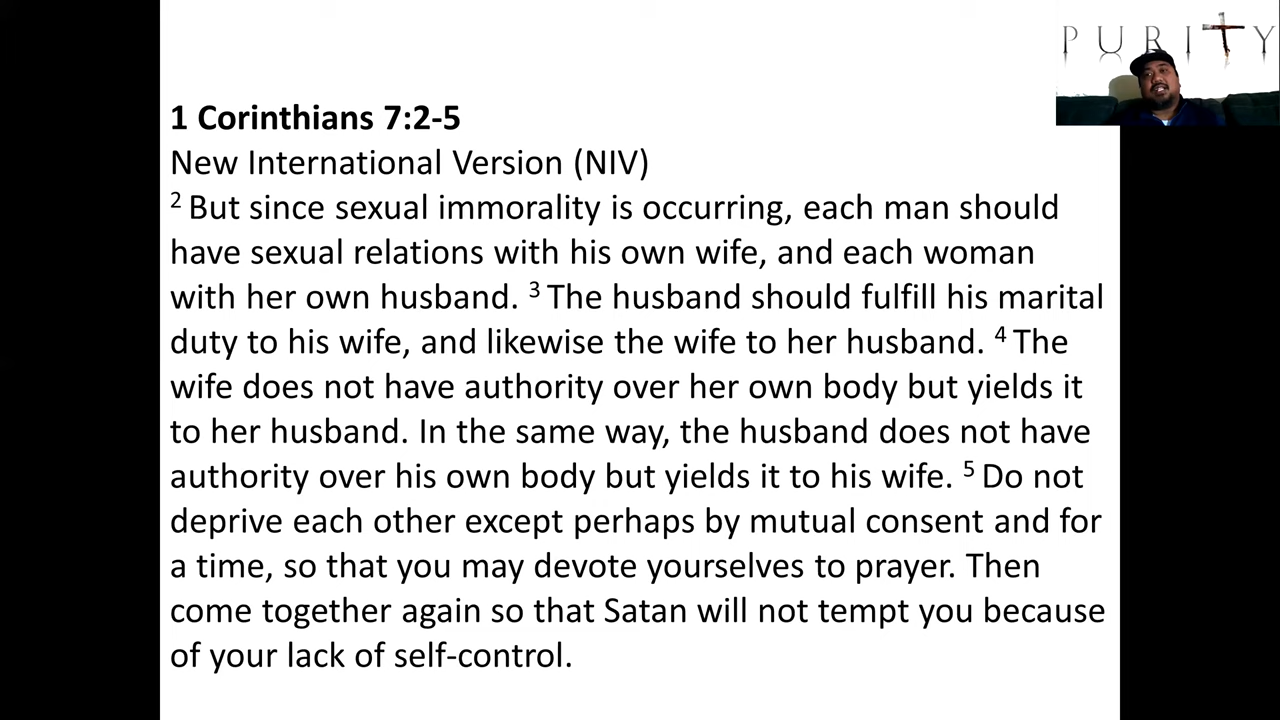 PURITY
1 Corinthians 7:2-5
New International Version (NIV)
2 But since sexual immorality is occurring, each man should
have sexual relations with his own wife, and each woman
with her own husband. 3 The husband should fulfill his marital
duty to his wife, and likewise the wife to her husband. 4 The
wife does not have authority over her own body but yields it
to her husband. In the same way, the husband does not have
authority over his own body but yields it to his wife. 5 Do not
deprive each other except perhaps by mutual consent and for
a time, so that you may devote yourselves to prayer. Then
come together again so that Satan will not tempt you because
of your lack of self-control.